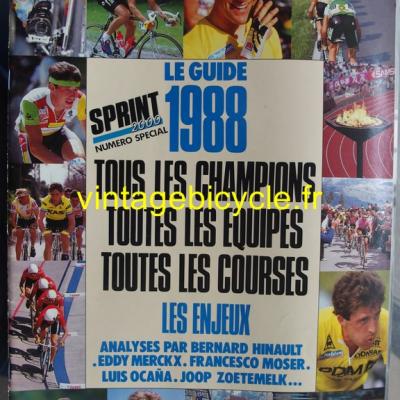 LE GUIDE
SPRINT 2000
1988
NUMERO SPECIAL
TOUS LES CHAMPIONS
vintagebicycle.fr
TOUTES LES EQUIPES
TOUTES LES COURSES
LES ENJEUX
ANALYSES PAR BERNARD HINAULT
.EDDY MERCKX. FRANCESCO MOSER.
LUIS OCAÑA. JOOP ZOETEMELK...
PDM